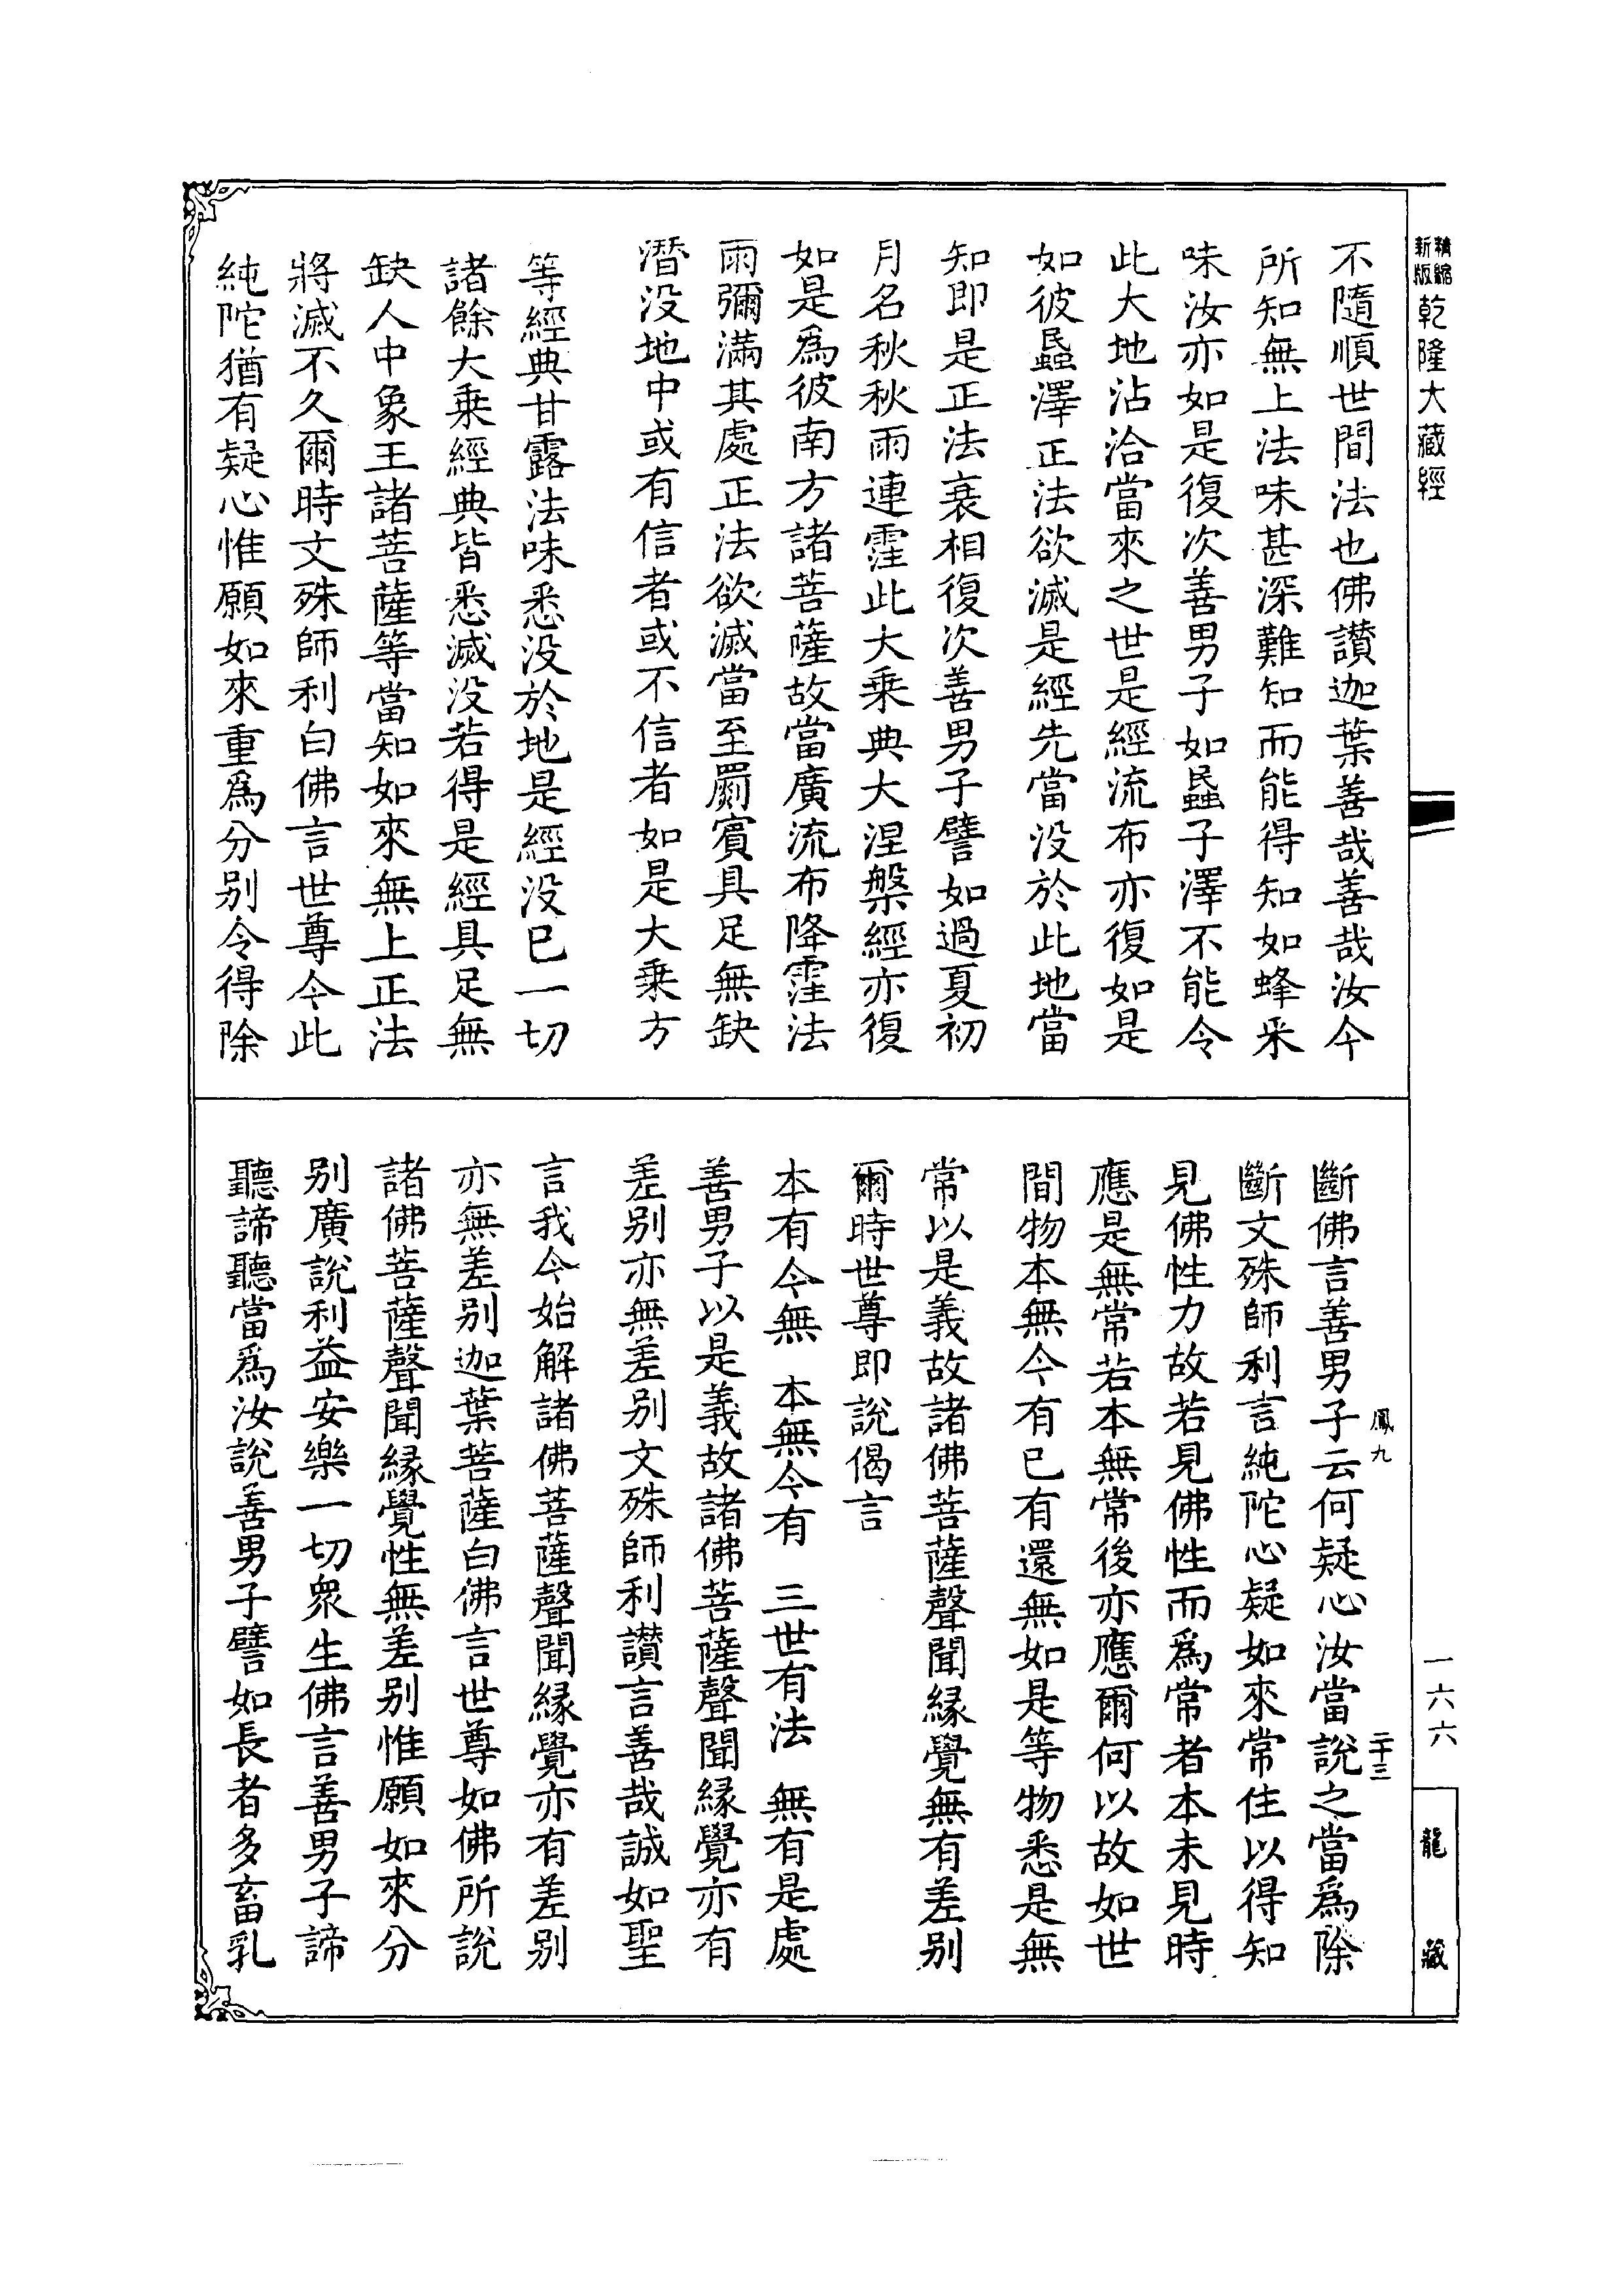 精縮新版乾隆大藏經
不隨順世間法也佛讚迦葉善哉善哉汝今
所知無上法味甚深難知而能得知如蜂采
味汝亦如是復次善男子如蟁子澤不能令
此大地沾洽當來之世是經流布亦復如是
如彼蟁澤正法欲滅是經先當没於此地當
知即是正法衰相復次善男子譬如過夏初
月名秋秋雨連霔此大乗典大涅槃經亦復
如是爲彼南方諸菩薩故當廣流布降霔法
雨彌滿其處正法欲滅當至罽賓具足無缺
潛没地中或有信者或不信者如是大乗方
等經典甘露法味悉没於地是經没已一切
諸餘大乗經典皆悉滅没若得是經具足無
缺人中象王諸菩薩等當知如來無上正法
將滅不久爾時文殊師利白佛言世尊今此
純陀猶有疑心惟願如來重爲分别令得除
斷佛言善男子云何疑心汝當說之當爲除
斷文殊師利言純陀心疑如來常住以得知
見佛性力故若見佛性而爲常者本未見時
應是無常若本無常後亦應爾何以故如世
間物本無今有已有還無如是等物悉是無
常以是義故諸佛菩薩聲聞緣覺無有差别
爾時世尊即說偈言
本有今無 本無今有 三世有法 無有是處
善男子以是義故諸佛菩薩聲聞緣覺亦有
差别亦無差别文殊師利讚言善哉誠如聖
言我今始解諸佛菩薩聲聞緣覺亦有差别
亦無差别迦葉菩薩白佛言世尊如佛所說
諸佛菩薩聲聞緣覺性無差别惟願如來分
别廣說利益安樂一切衆生佛言善男子諦
聽諦聽當爲汝說善男子譬如長者多畜乳
鳳九
二十三
一六六
龍藏